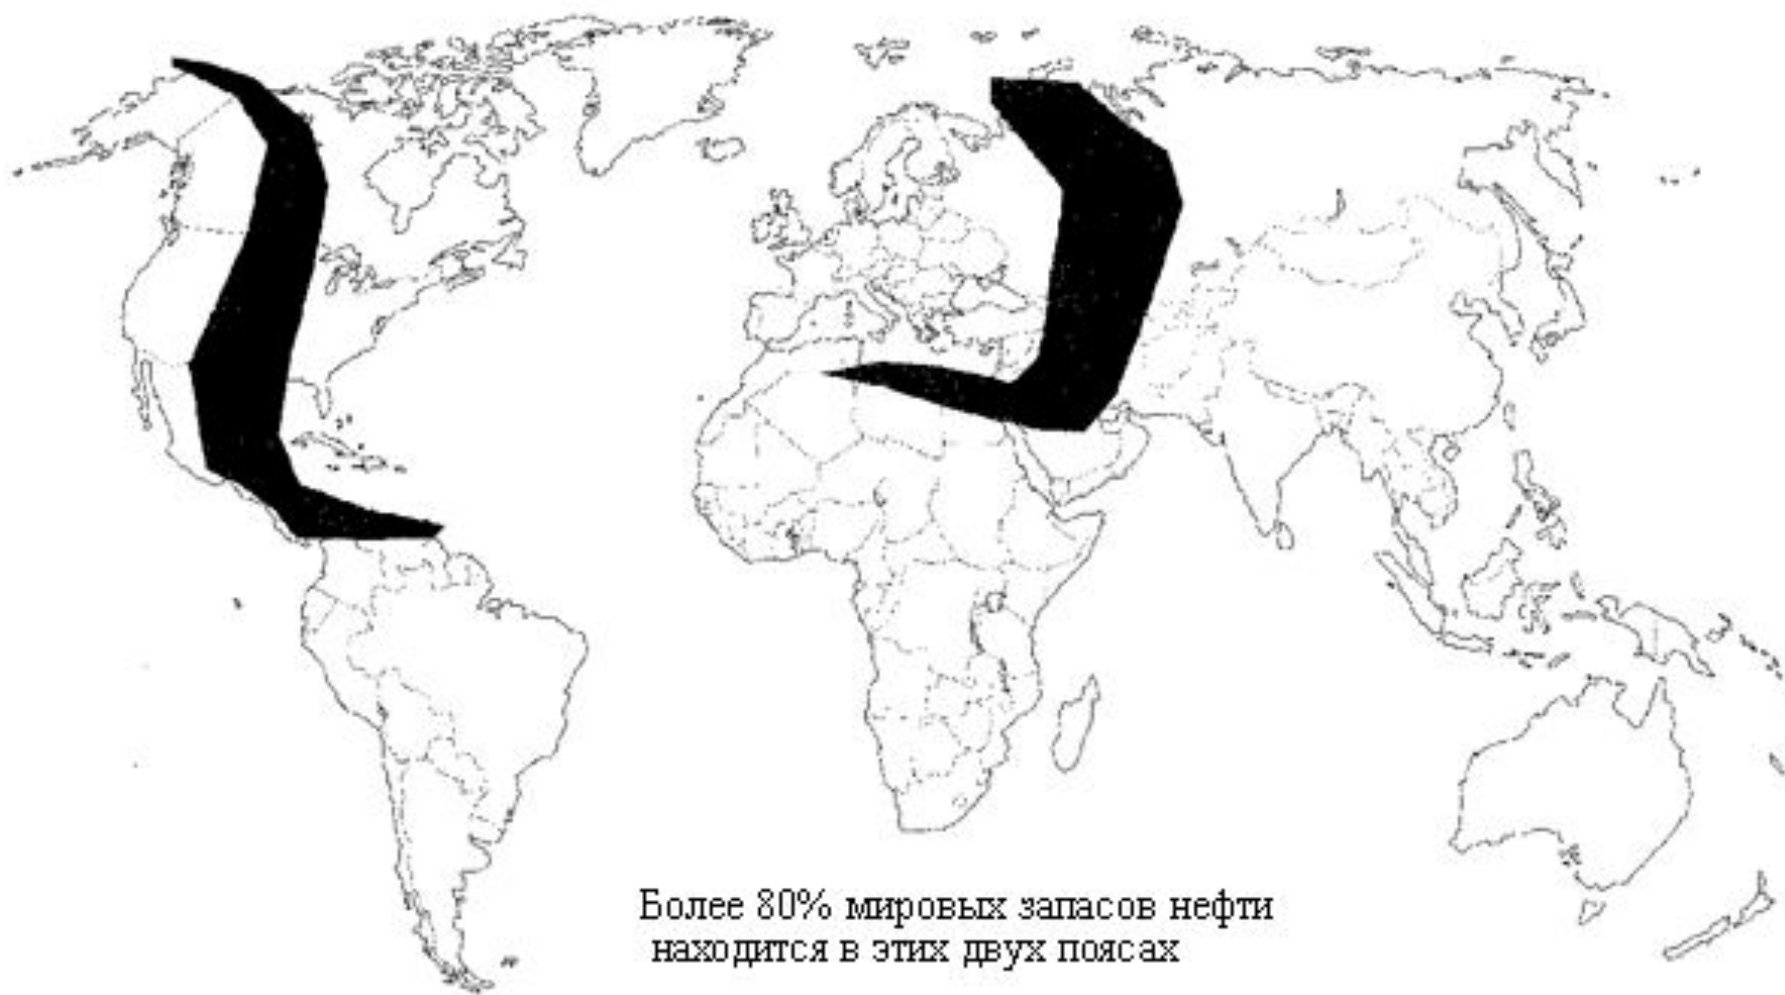 Более 80% мировых запасов нефти
находится в этих двух поясах